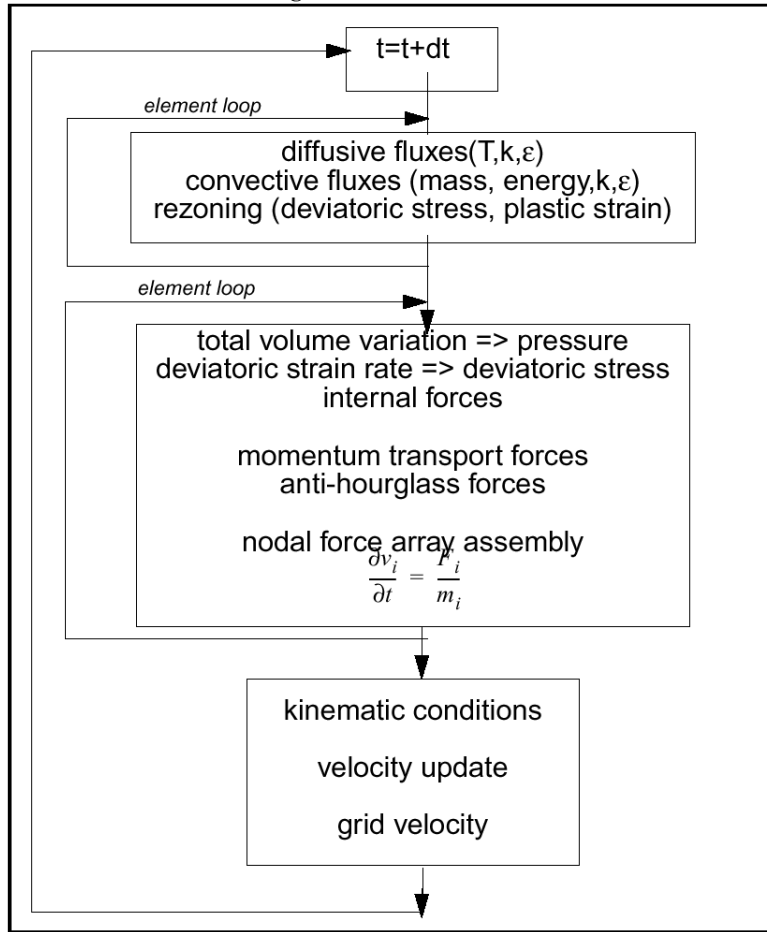 t=t+dt
element loop
diffusive fluxes(T,k,ε)
convective fluxes (mass, energy,k,ε)
rezoning (deviatoric stress, plastic strain)
element loop
total volume variation => pressure
deviatoric strain rate => deviatoric stress
internal forces
momentum transport forces
anti-hourglass forces
nodal force array assembly
∂v_i/∂t = F_i/m_i
kinematic conditions
velocity update
grid velocity